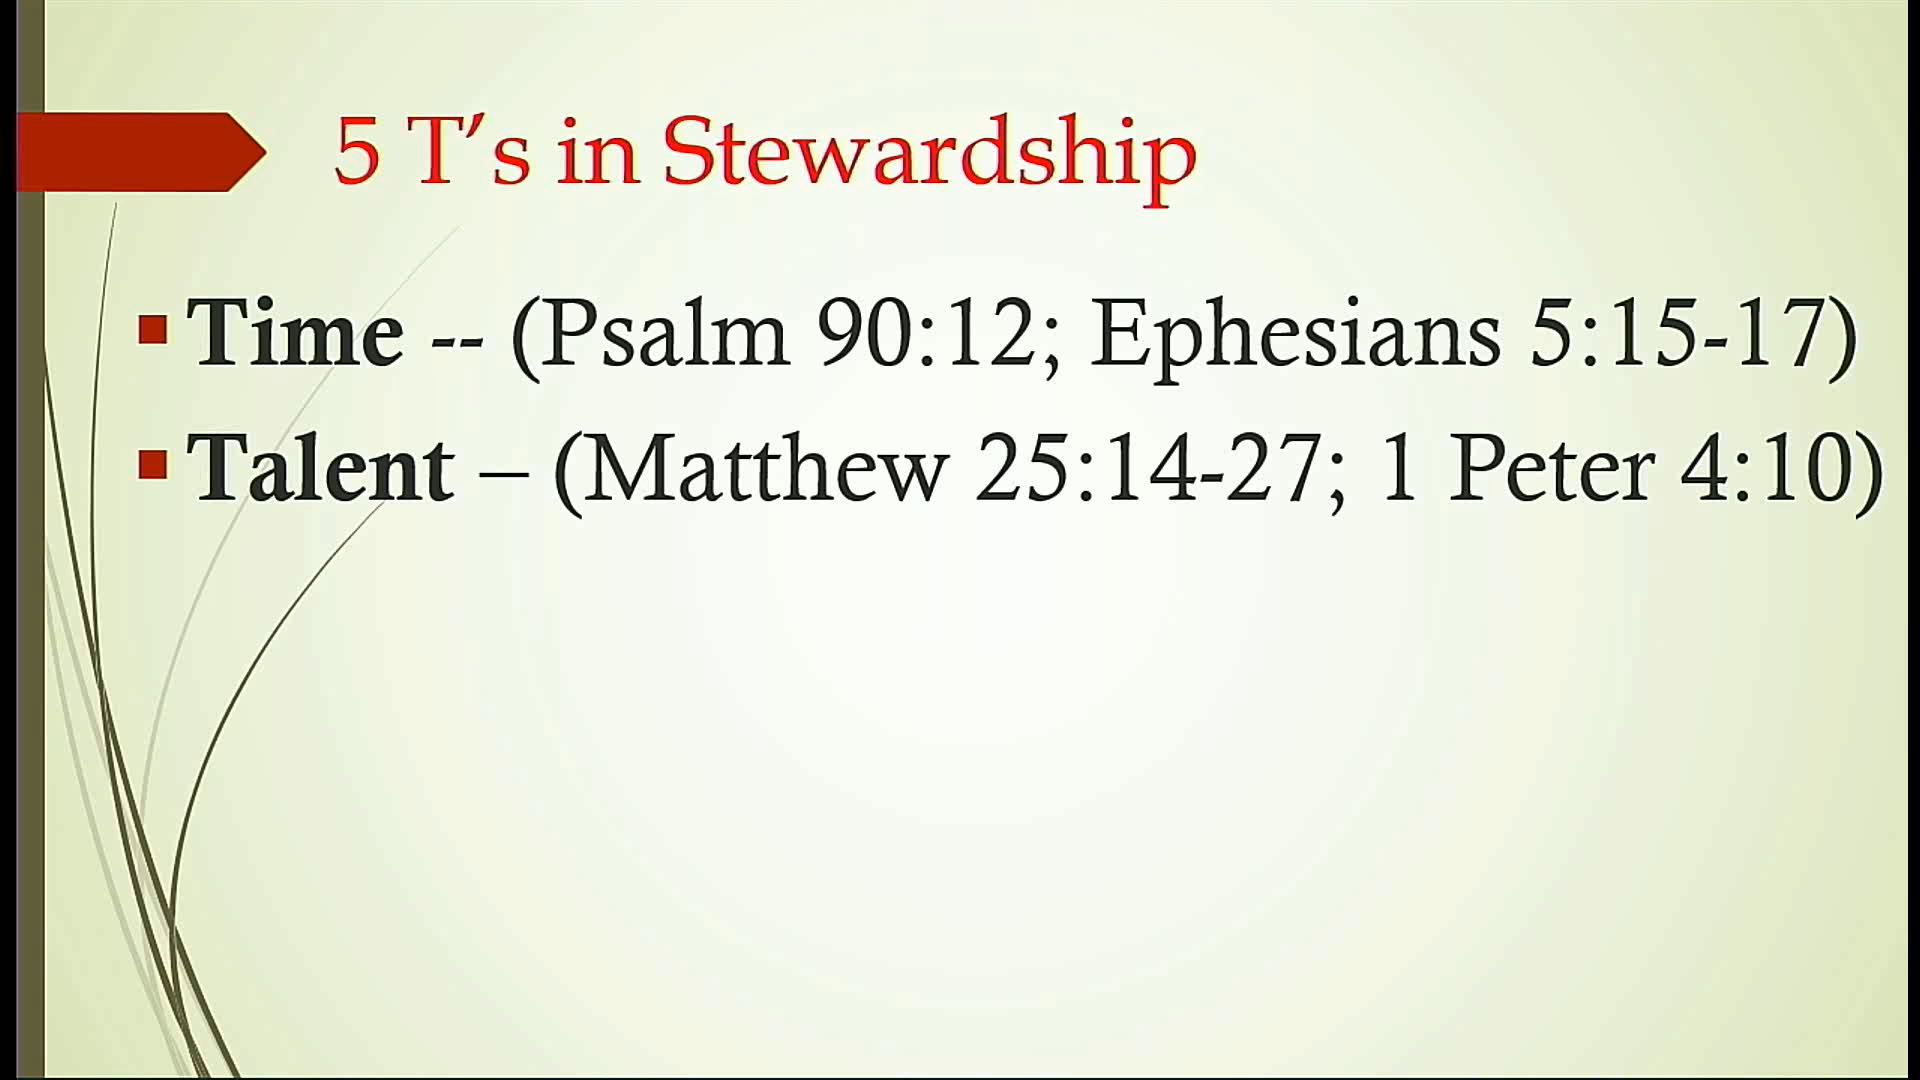 5 T’s in Stewardship
▪ Time -- (Psalm 90:12; Ephesians 5:15-17)
▪ Talent – (Matthew 25:14-27; 1 Peter 4:10)